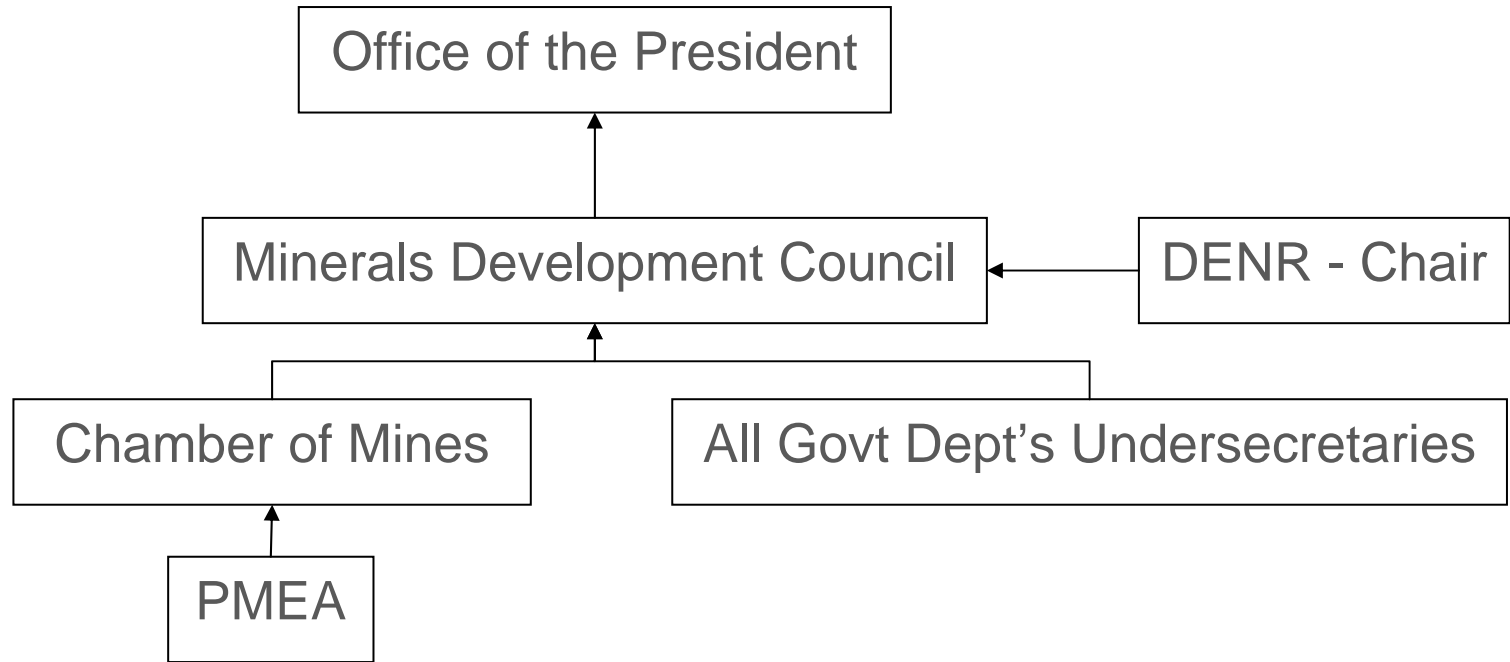 Office of the President
Minerals Development Council
DENR - Chair
Chamber of Mines
All Govt Dept’s Undersecretaries
PMEA